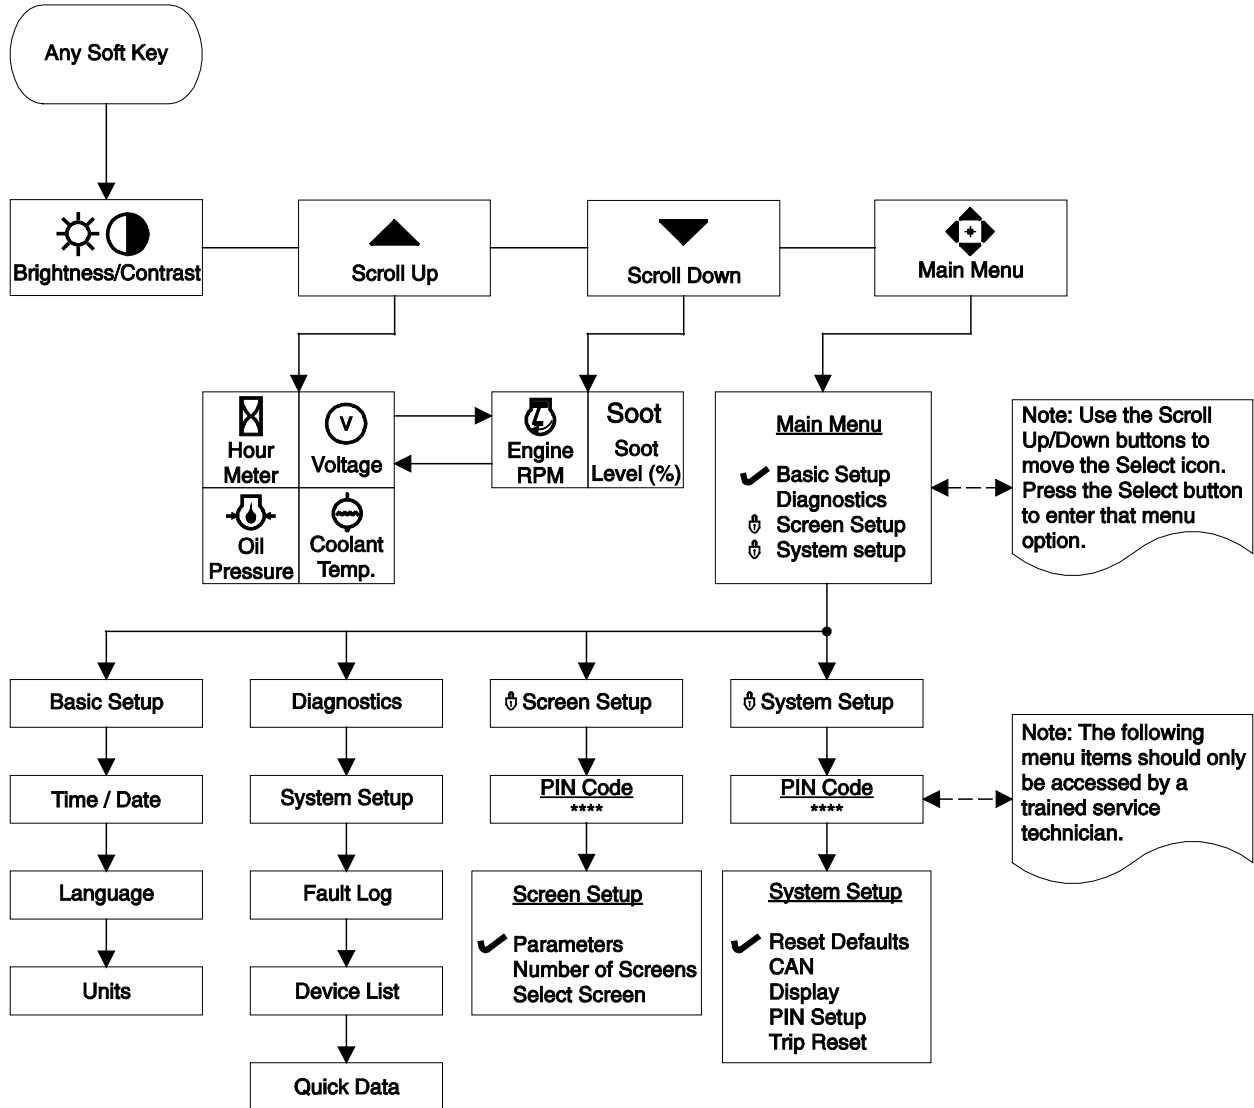 Any Soft Key
Brightness/Contrast
Scroll Up
Scroll Down
Main Menu
Hour
Meter
V
Voltage
Oil
Pressure
Coolant
Temp.
Engine
RPM
Soot
Soot
Level (%)
Main Menu
Basic Setup
Diagnostics
Screen Setup
System setup
Note: Use the Scroll
Up/Down buttons to
move the Select icon.
Press the Select button
to enter that menu
option.
Basic Setup
Diagnostics
Screen Setup
System Setup
Time / Date
System Setup
PIN Code
****
PIN Code
****
Note: The following
menu items should only
be accessed by a
trained service
technician.
Language
Fault Log
Screen Setup
Parameters
Number of Screens
Select Screen
System Setup
Reset Defaults
CAN
Display
PIN Setup
Trip Reset
Units
Device List
Quick Data